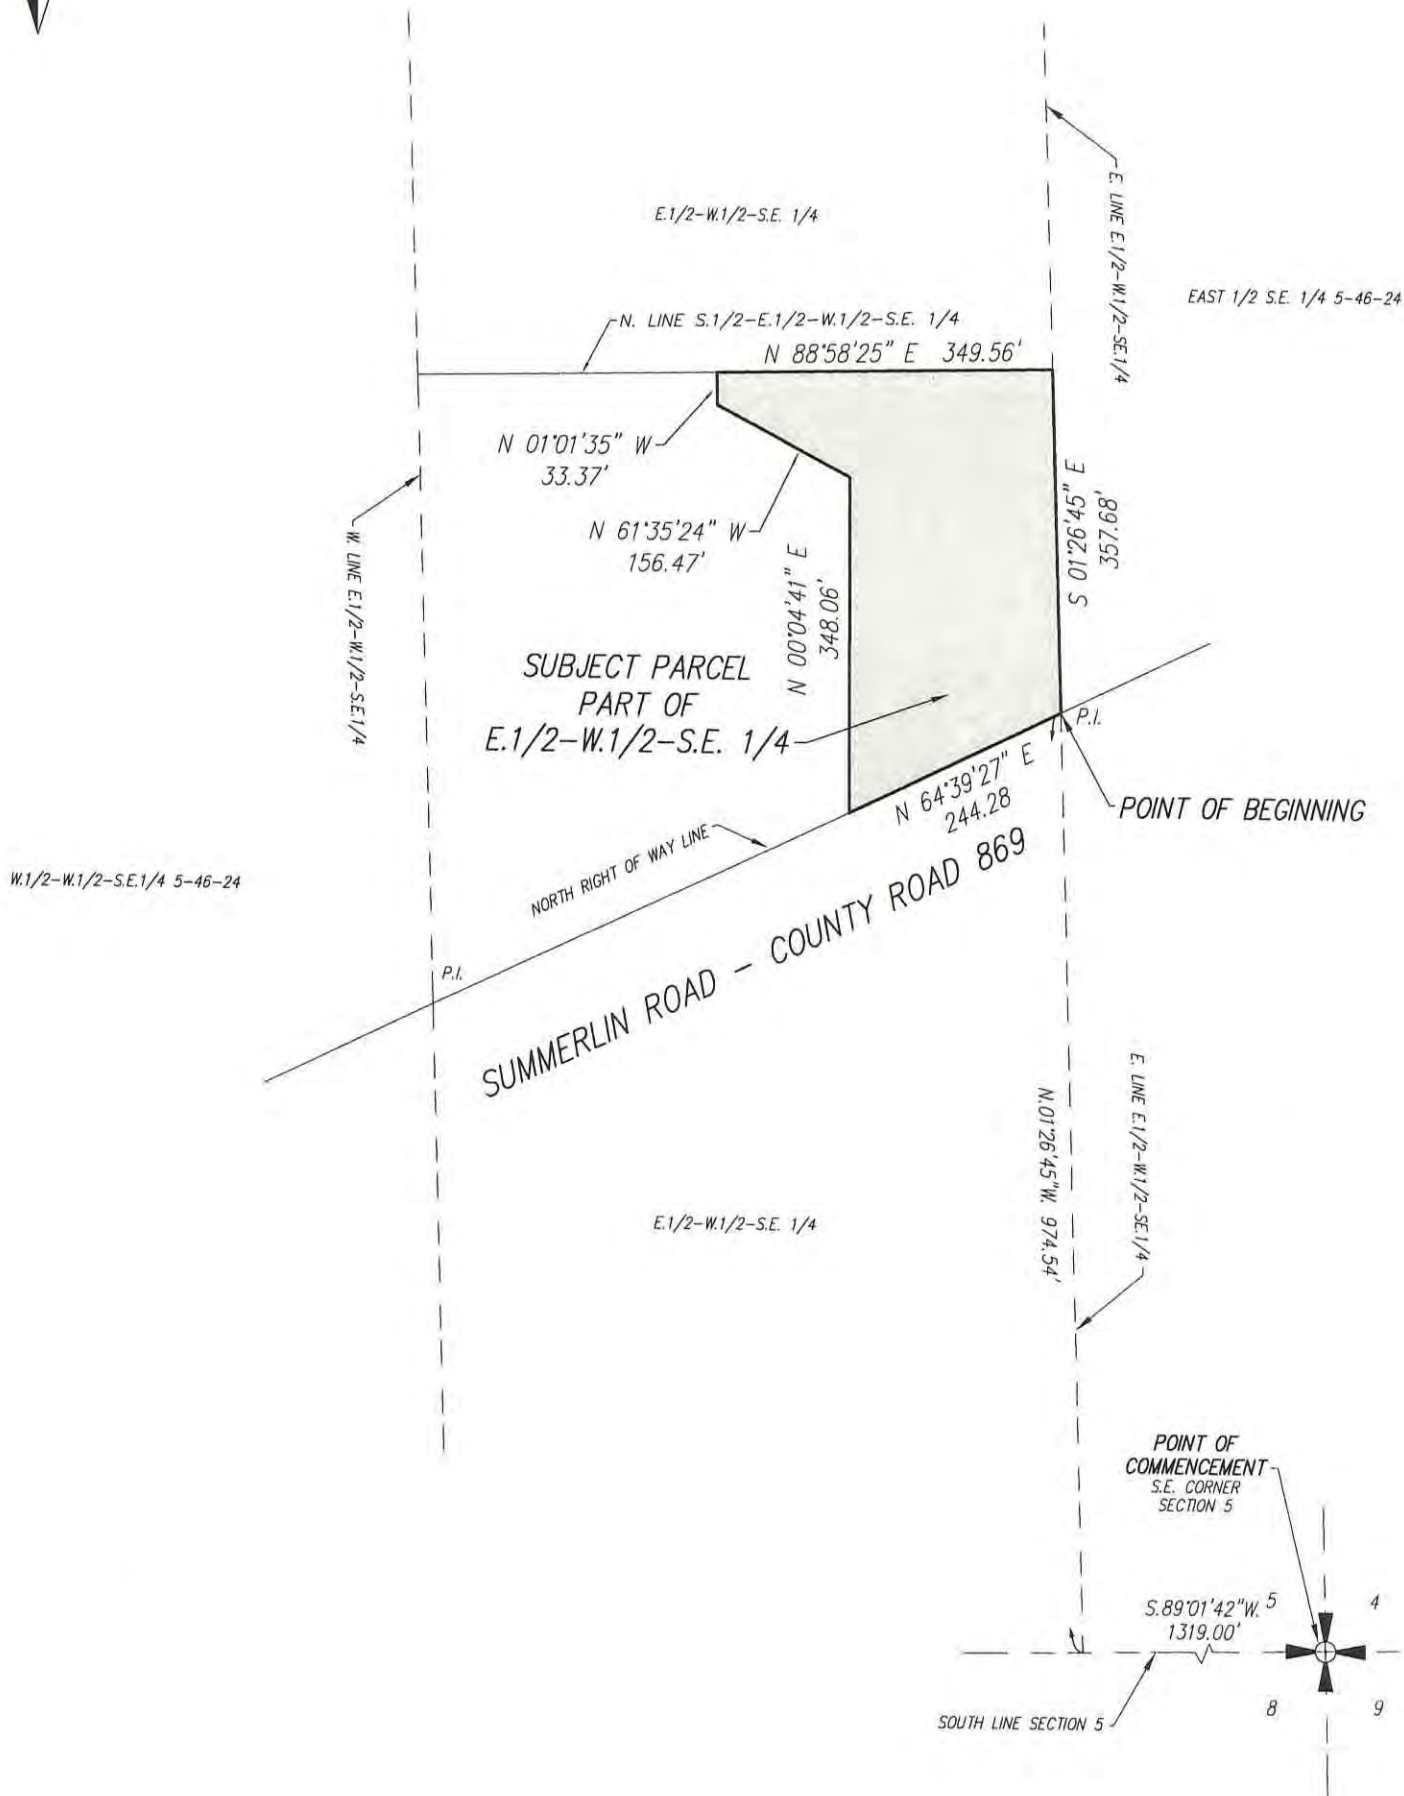 E.1/2-W.1/2-S.E. 1/4
E. LINE E.1/2-W.1/2-SE.1/4
EAST 1/2 S.E. 1/4 5-46-24
N. LINE S.1/2-E.1/2-W.1/2-S.E. 1/4
N 88°58'25" E 349.56'
N 01°01'35" W
33.37'
N 61°35'24" W
156.47'
S 01°26'45" E
357.68'
W. LINE E.1/2-W.1/2-S.E.1/4
N 00°04'41" E
348.06'
SUBJECT PARCEL
PART OF
E.1/2-W.1/2-S.E. 1/4
P.I.
N 64°39'27" E
244.28
POINT OF BEGINNING
NORTH RIGHT OF WAY LINE
W.1/2-W.1/2-S.E.1/4 5-46-24
SUMMERLIN ROAD - COUNTY ROAD 869
P.I.
N.01°26'45"W. 974.54'
E. LINE E.1/2-W.1/2-SE.1/4
E.1/2-W.1/2-S.E. 1/4
POINT OF
COMMENCEMENT
S.E. CORNER
SECTION 5
S.89°01'42"W.
1319.00'
5
4
8
9
SOUTH LINE SECTION 5